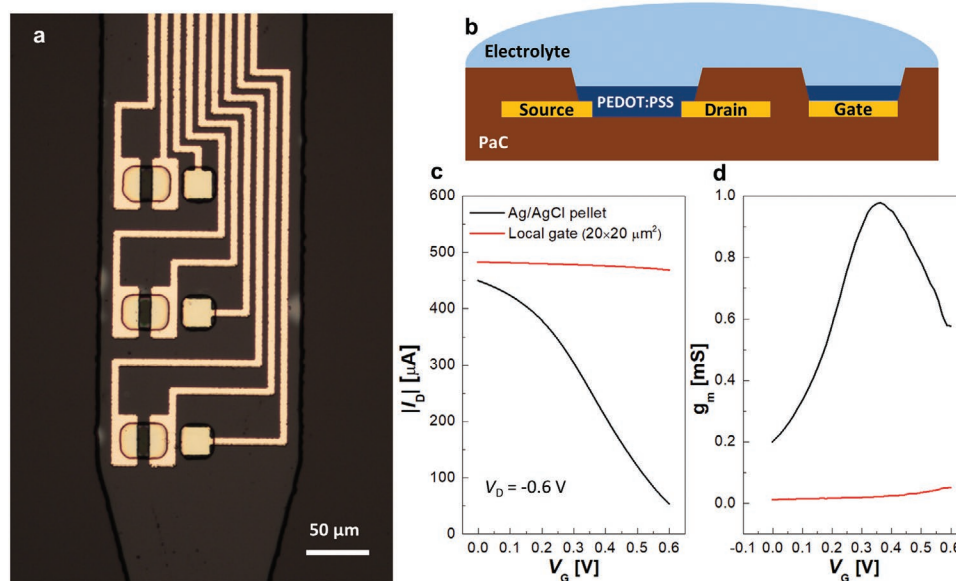 a
50 µm
b
Electrolyte
Source
PEDOT:PSS
Drain
Gate
PaC
c
600
500
400
300
200
100
0
|I_D| [µA]
Ag/AgCl pellet
Local gate (20×20 µm²)
V_D = -0.6 V
0.0 0.1 0.2 0.3 0.4 0.5 0.6
V_G [V]
d
1.0
0.8
0.6
0.4
0.2
0.0
g_m [mS]
-0.1 0.0 0.1 0.2 0.3 0.4 0.5 0.6
V_G [V]